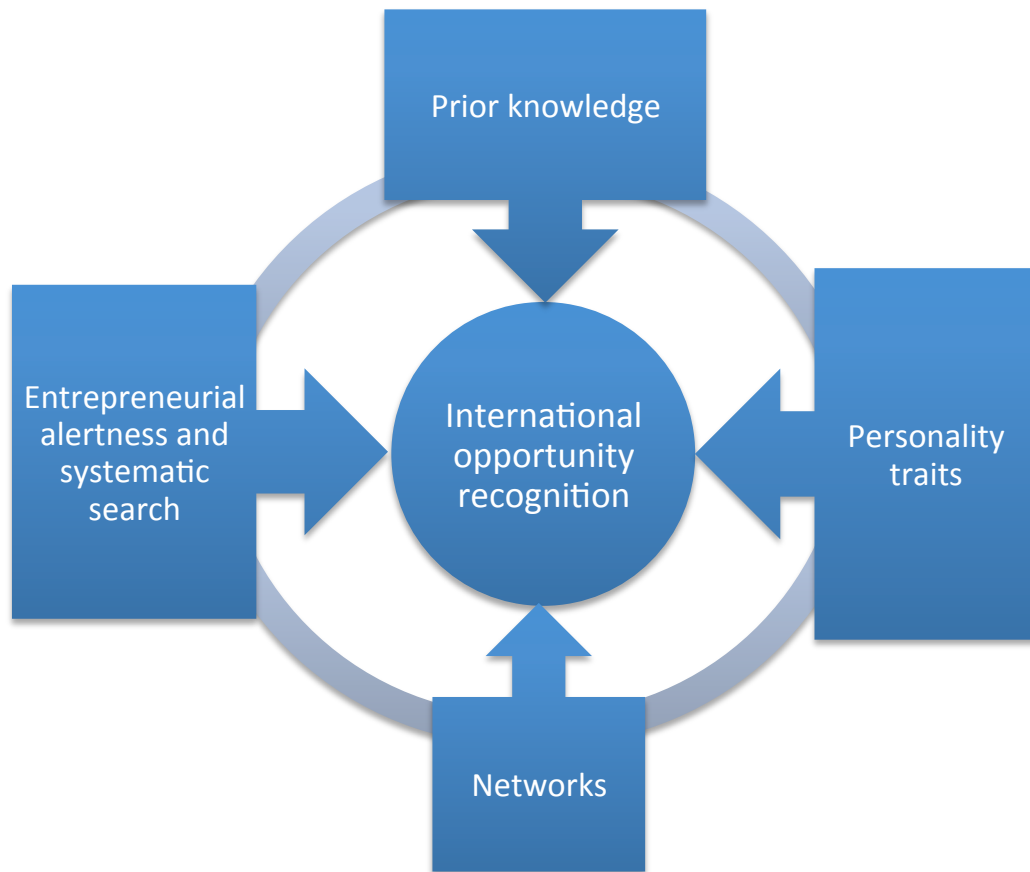 Prior knowledge
Entrepreneurial
alertness and
systematic
search
International
opportunity
recognition
Personality
traits
Networks